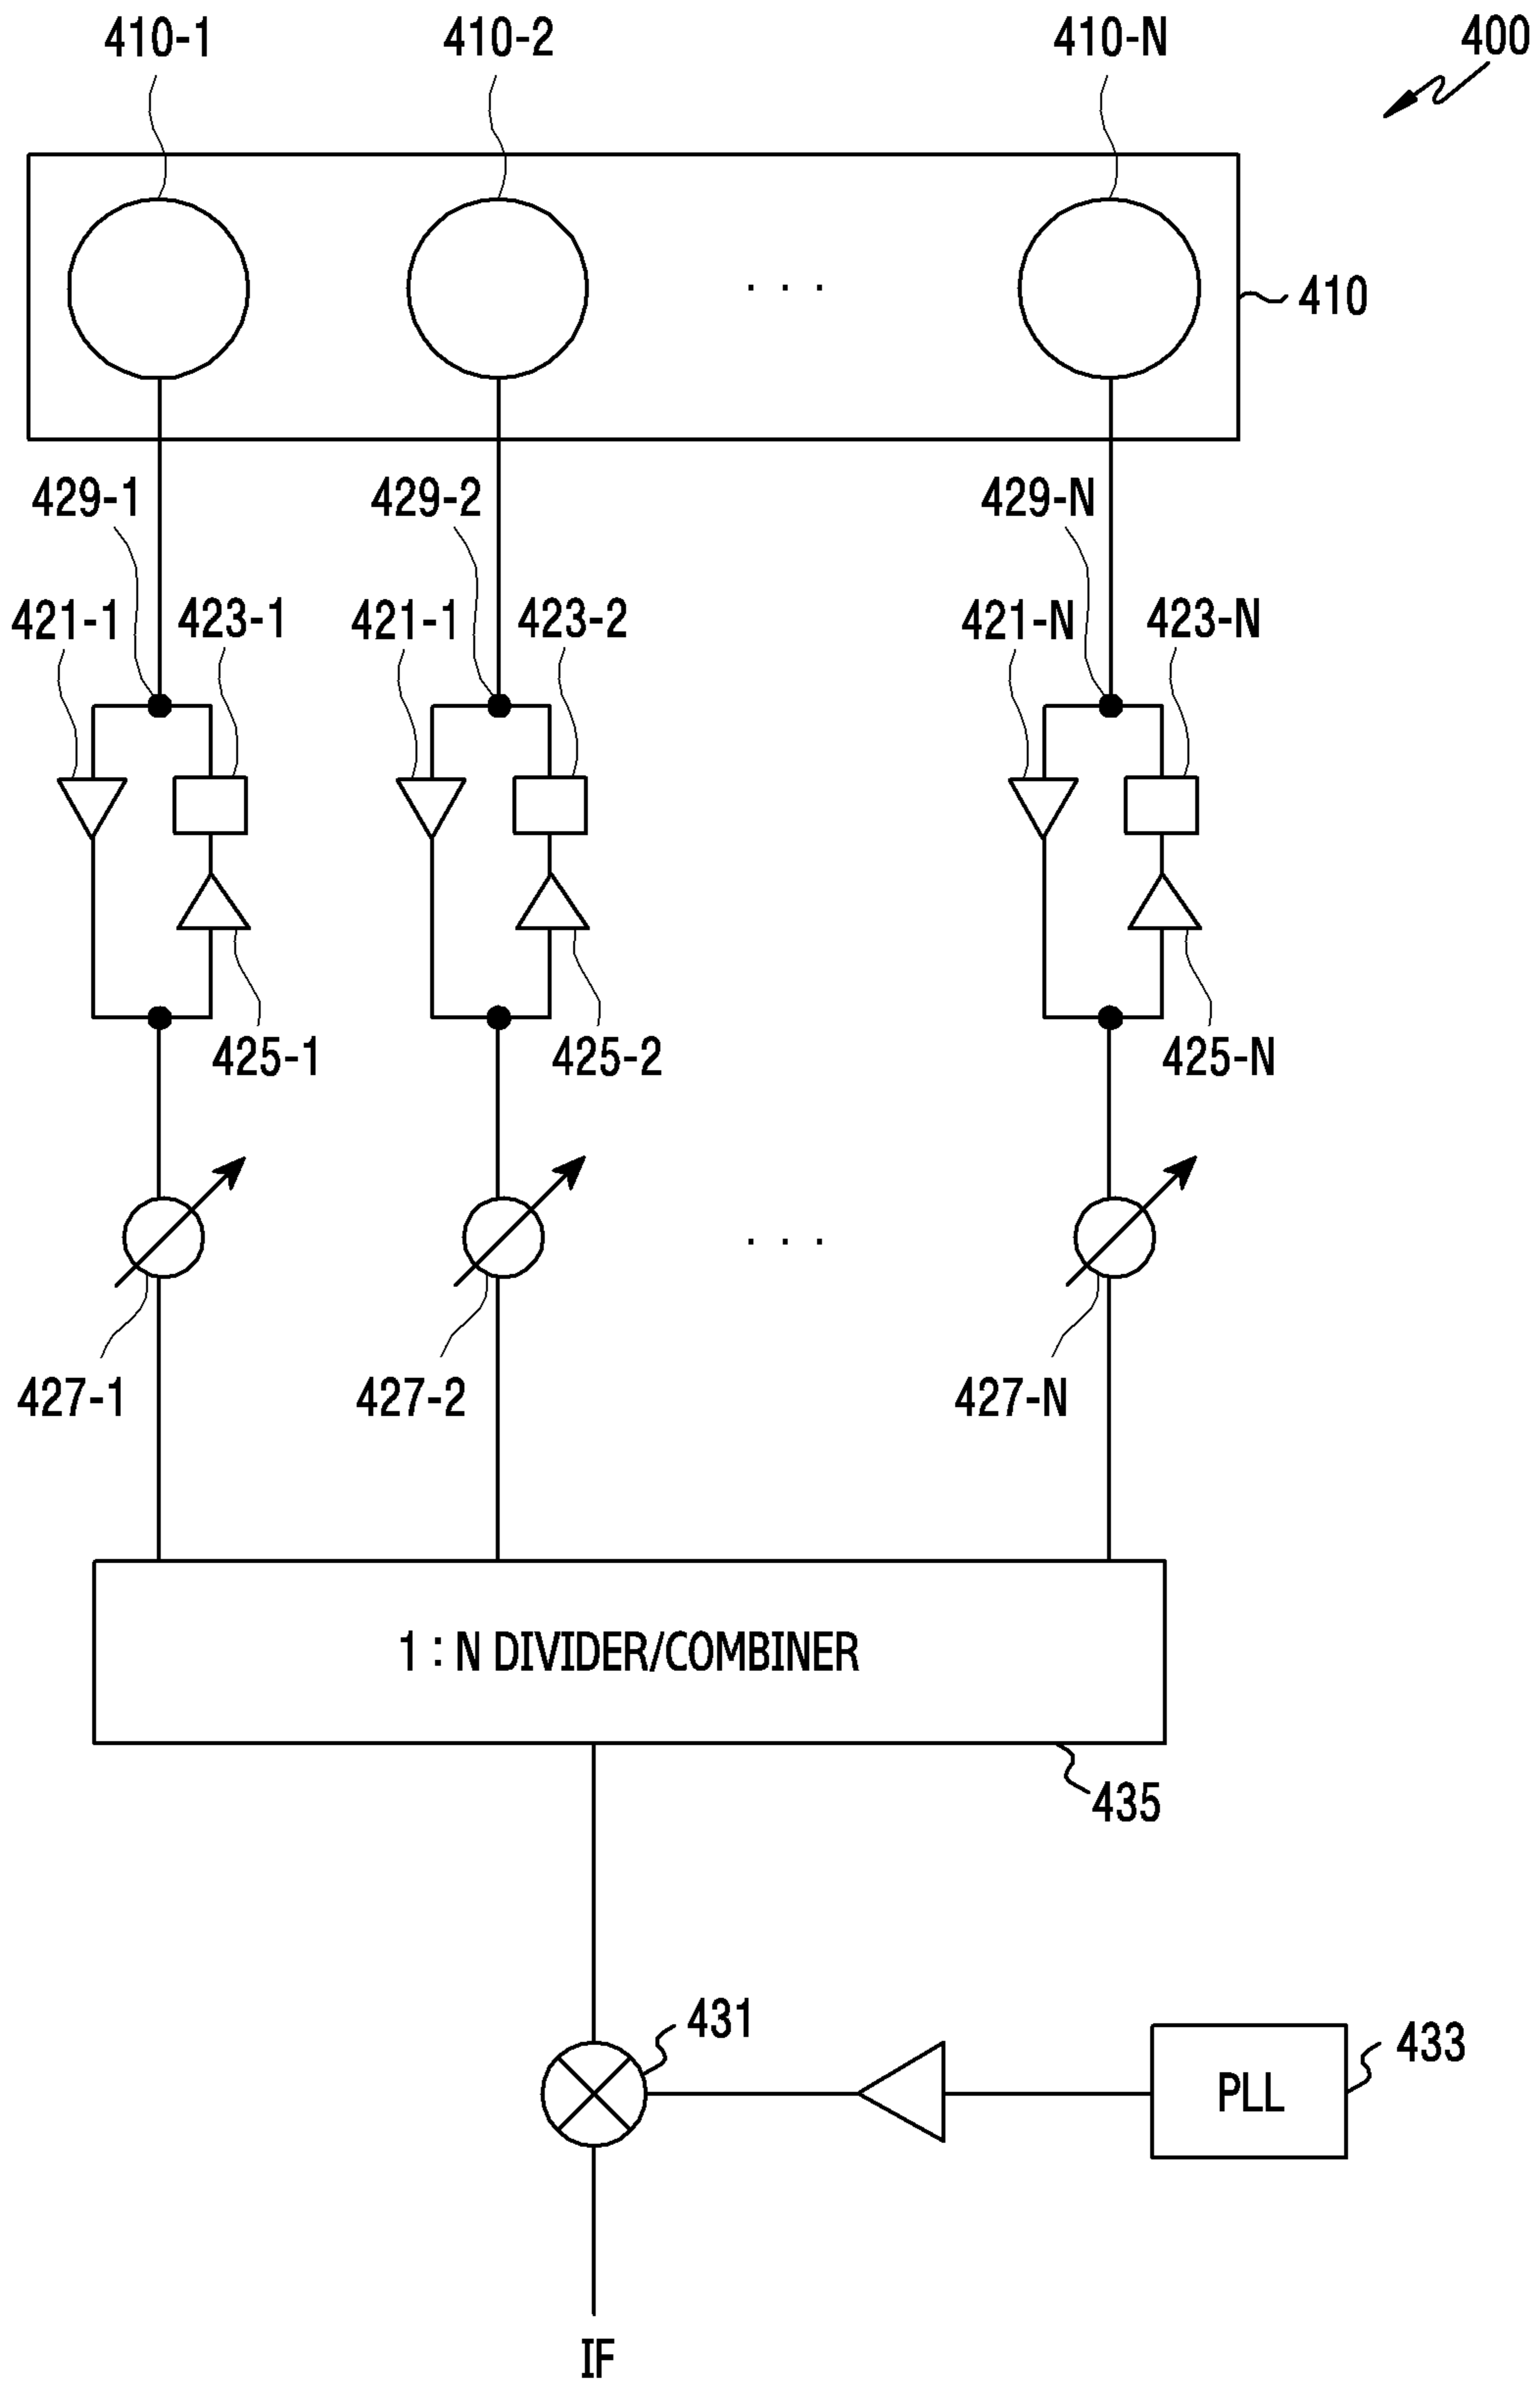 410-1 410-2 410-N 400
410
429-1 429-2 429-N
421-1 423-1 421-1 423-2 421-N 423-N
425-1 425-2 425-N
. . .
. . .
427-1 427-2 427-N
1 : N DIVIDER/COMBINER
435
431
433
PLL
IF